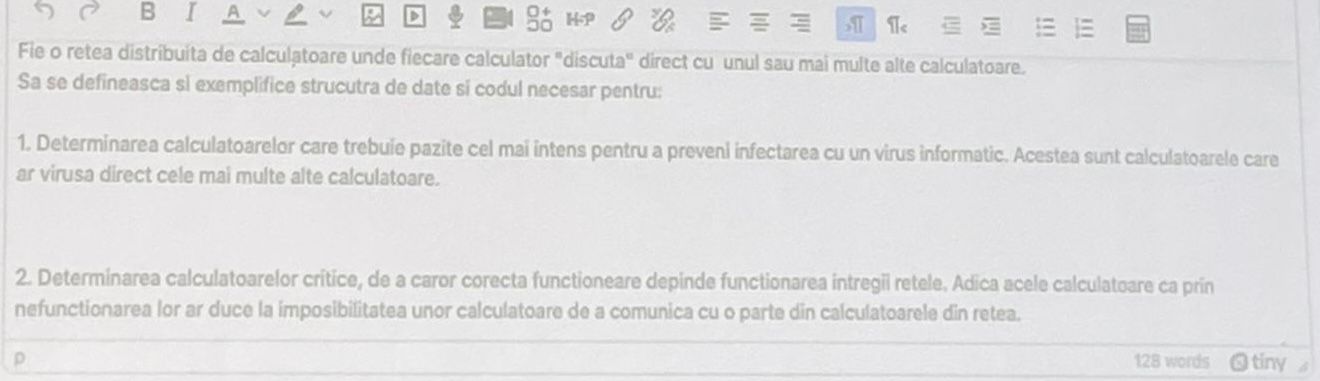 B I A H-P ¶ ¶
Fie o retea distribuita de calculatoare unde fiecare calculator "discuta" direct cu unul sau mai multe alte calculatoare.
Sa se defineasca si exemplifice strucutra de date si codul necesar pentru:
1. Determinarea calculatoarelor care trebuie pazite cel mai intens pentru a preveni infectarea cu un virus informatic. Acestea sunt calculatoarele care
ar virusa direct cele mai multe alte calculatoare.
2. Determinarea calculatoarelor critice, de a caror corecta functioneare depinde functionarea intregii retele. Adica acele calculatoare ca prin
nefunctionarea lor ar duce la imposibilitatea unor calculatoare de a comunica cu o parte din calculatoarele din retea.
p 128 words tiny